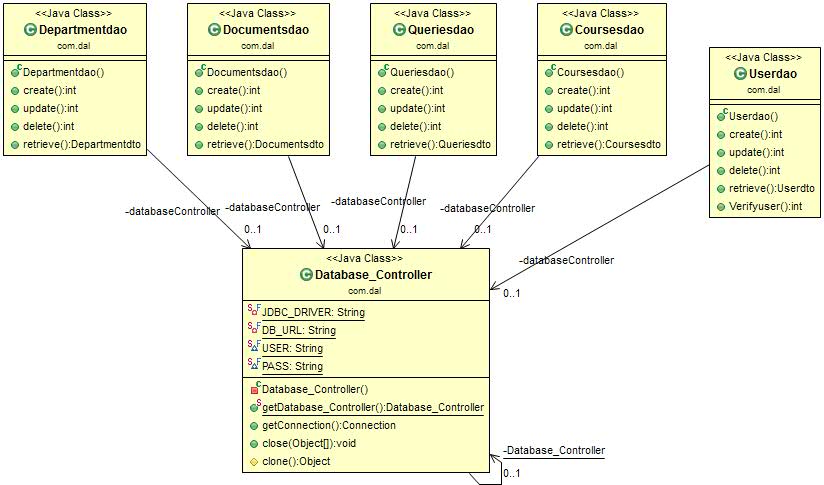 <<Java Class>>
Departmentdao
com.dal
Departmentdao()
create():int
update():int
delete():int
retrieve():Departmentdto
<<Java Class>>
Documentsdao
com.dal
Documentsdao()
create():int
update():int
delete():int
retrieve():Documentsdto
<<Java Class>>
Queriesdao
com.dal
Queriesdao()
create():int
update():int
delete():int
retrieve():Queriesdto
<<Java Class>>
Coursesdao
com.dal
Coursesdao()
create():int
update():int
delete():int
retrieve():Coursesdto
<<Java Class>>
Userdao
com.dal
Userdao()
create():int
update():int
delete():int
retrieve():Userdto
Verifyuser():int
-databaseController
0..1
-databaseController
0..1
-databaseController
0..1
-databaseController
0..1
-databaseController
0..1
<<Java Class>>
Database_Controller
com.dal
JDBC_DRIVER: String
DB_URL: String
USER: String
PASS: String
Database_Controller()
getDatabase_Controller():Database_Controller
getConnection():Connection
close(Object[]):void
clone():Object
-Database_Controller
0..1